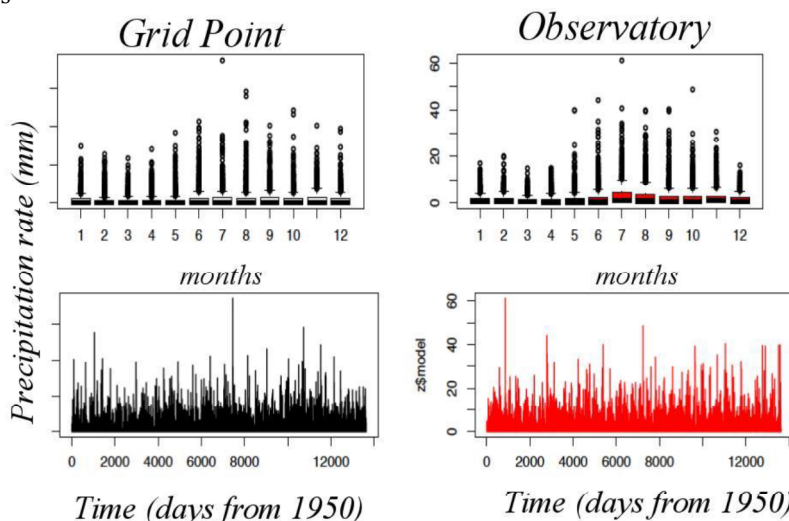 s
Grid Point
Observatory
Precipitation rate (mm)
60
40
20
0
1 2 3 4 5 6 7 8 9 10 12
1 2 3 4 5 6 7 8 9 10 12
months
months
z$model
60
40
20
0
0 2000 4000 6000 8000 12000
0 2000 4000 6000 8000 12000
Time (days from 1950)
Time (days from 1950)